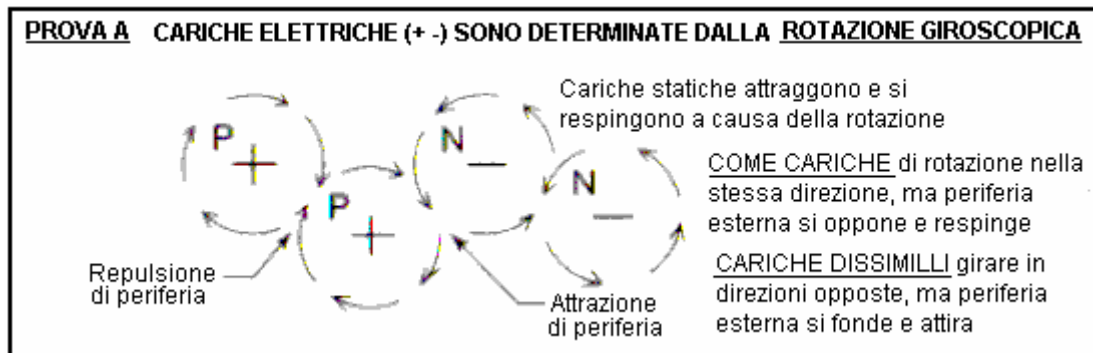 PROVA A CARICHE ELETTRICHE (+ -) SONO DETERMINATE DALLA ROTAZIONE GIROSCOPICA
Cariche statiche attraggono e si
respingono a causa della rotazione
P
+
N
—
P
+
N
—
COME CARICHE di rotazione nella
stessa direzione, ma periferia
esterna si oppone e respinge
Repulsione
di periferia
Attrazione
di periferia
CARICHE DISSIMILLI girare in
direzioni opposte, ma periferia
esterna si fonde e attira